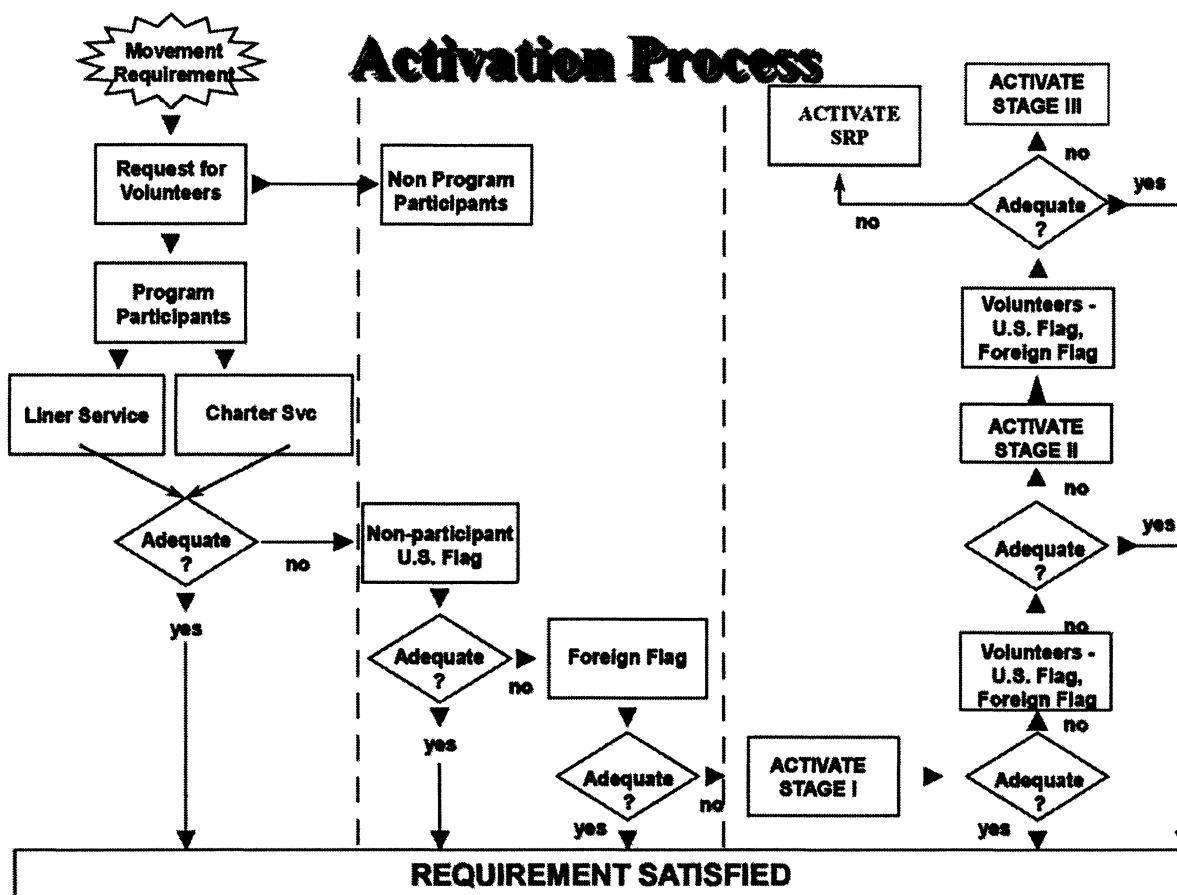 Activation Process
Movement
Requirement
Request for
Volunteers
Non Program
Participants
Program
Participants
Liner Service
Charter Svc
Adequate
?
no
yes
Non-participant
U.S. Flag
Adequate
?
no
yes
Foreign Flag
Adequate
?
no
yes
ACTIVATE
STAGE I
Adequate
?
yes
no
Volunteers -
U.S. Flag,
Foreign Flag
no
Adequate
?
yes
no
ACTIVATE
STAGE II
Volunteers -
U.S. Flag,
Foreign Flag
Adequate
?
yes
no
no
ACTIVATE
SRP
ACTIVATE
STAGE III
REQUIREMENT SATISFIED